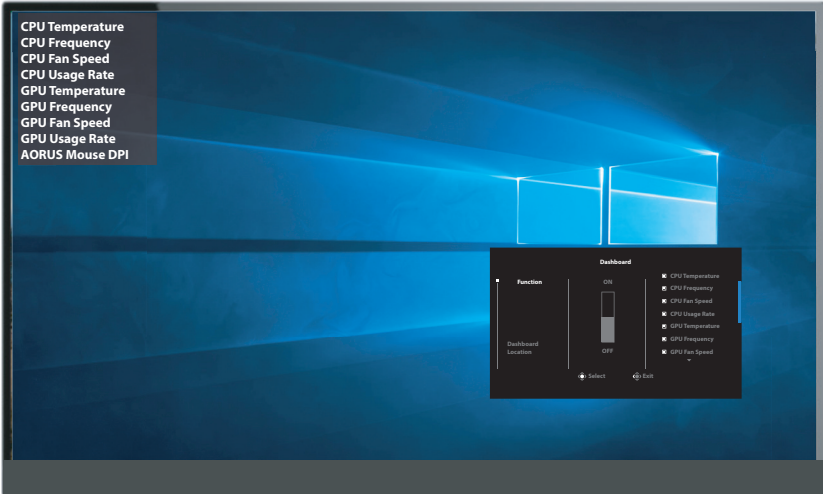 CPU Temperature
CPU Frequency
CPU Fan Speed
CPU Usage Rate
GPU Temperature
GPU Frequency
GPU Fan Speed
GPU Usage Rate
AORUS Mouse DPI
Dashboard
Function
Dashboard
Location
ON
OFF
CPU Temperature
CPU Frequency
CPU Fan Speed
CPU Usage Rate
GPU Temperature
GPU Frequency
GPU Fan Speed
Select
Exit